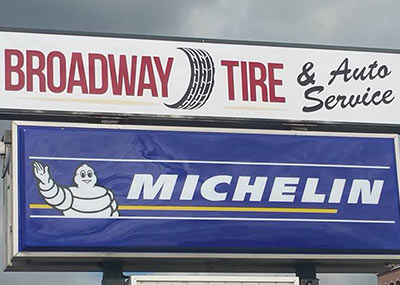 BROADWAY TIRE & Auto Service
MICHELIN